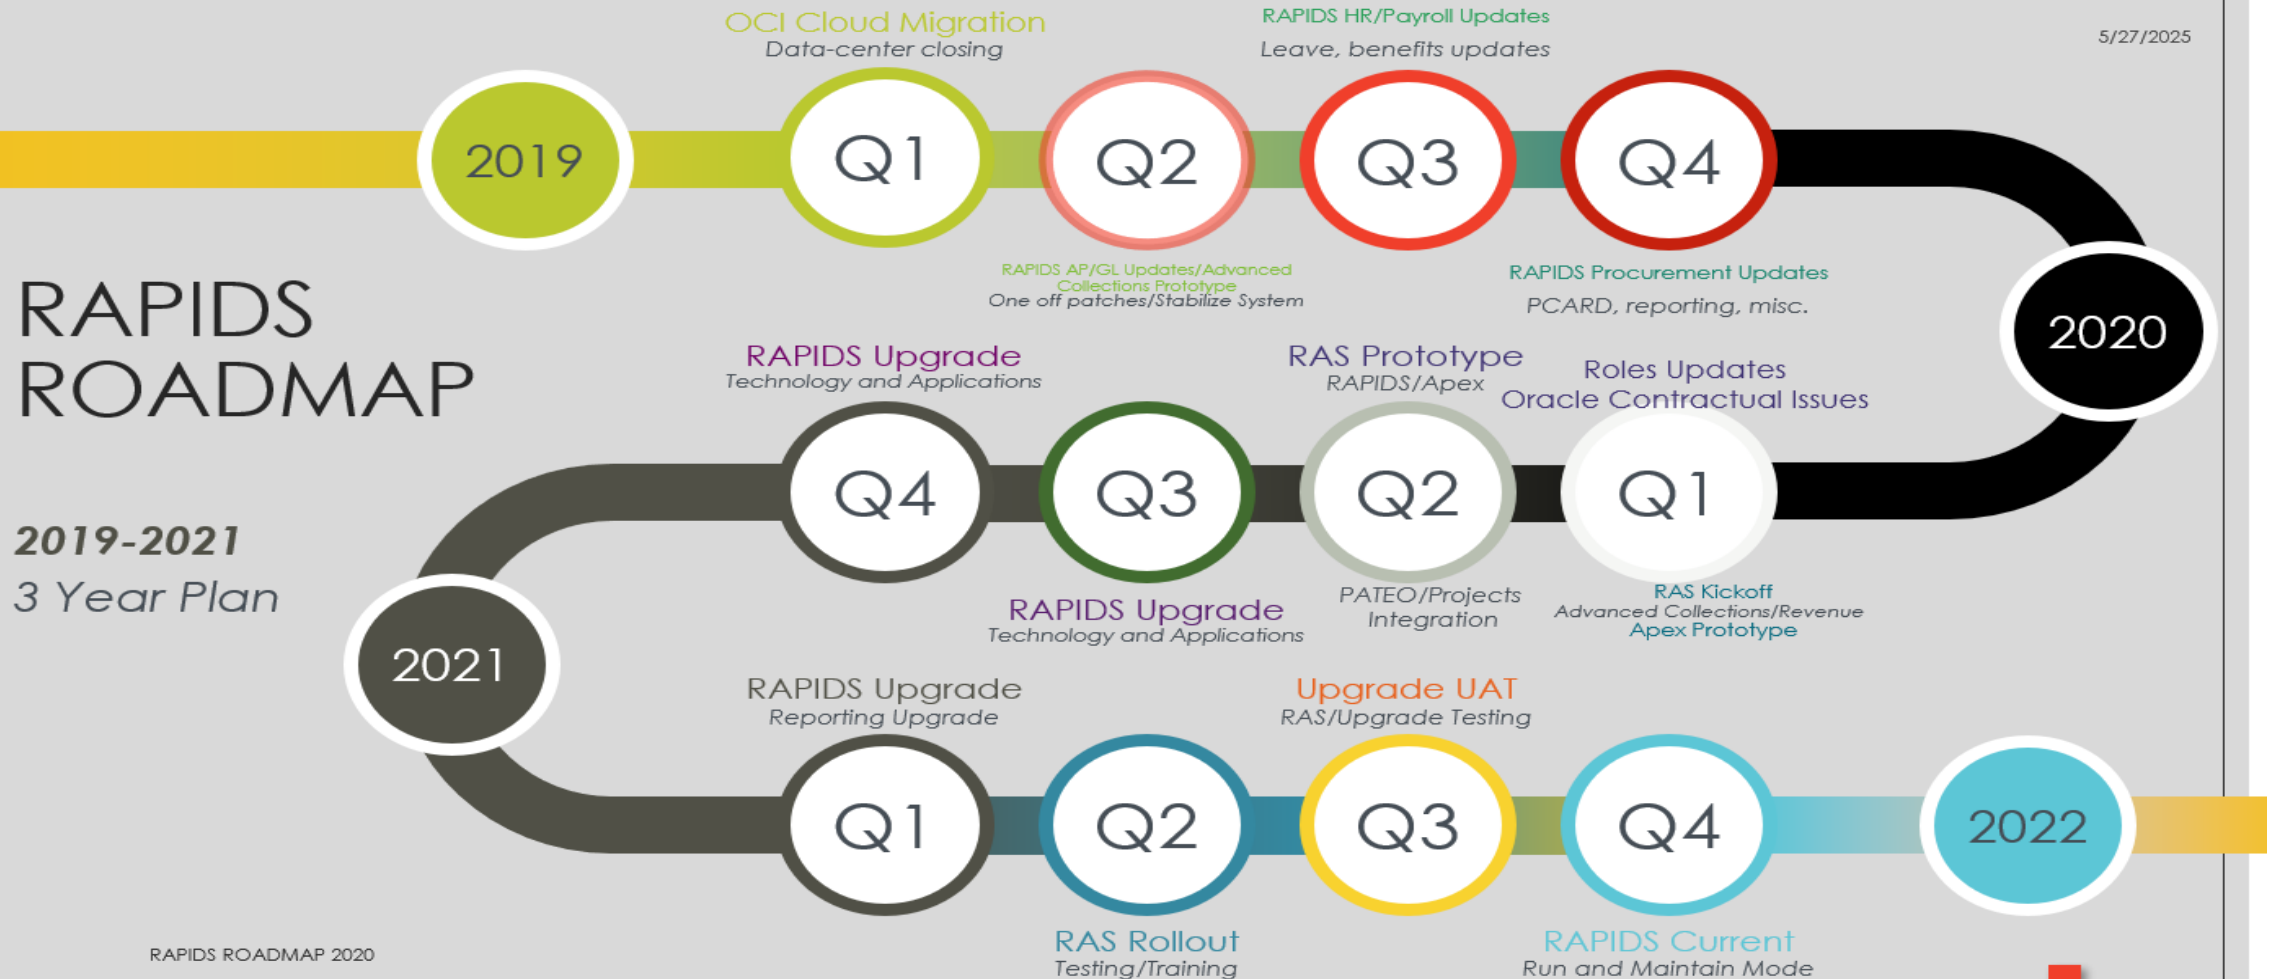 OCI Cloud Migration
Data-center closing
RAPIDS HR/Payroll Updates
Leave, benefits updates
5/27/2025
2019
Q1
Q2
Q3
Q4
RAPIDS AP/GL Updates/Advanced
Collections Prototype
One off patches/Stabilize System
RAPIDS Procurement Updates
PCARD, reporting, misc.
2020
RAPIDS
ROADMAP
2019-2021
3 Year Plan
RAPIDS Upgrade
Technology and Applications
RAS Prototype
RAPIDS/Apex
Roles Updates
Oracle Contractual Issues
Q4
Q3
Q2
Q1
RAPIDS Upgrade
Technology and Applications
PATEO/Projects
Integration
RAS Kickoff
Advanced Collections/Revenue
Apex Prototype
2021
RAPIDS Upgrade
Reporting Upgrade
Upgrade UAT
RAS/Upgrade Testing
Q1
Q2
Q3
Q4
2022
RAS Rollout
Testing/Training
RAPIDS Current
Run and Maintain Mode
RAPIDS ROADMAP 2020